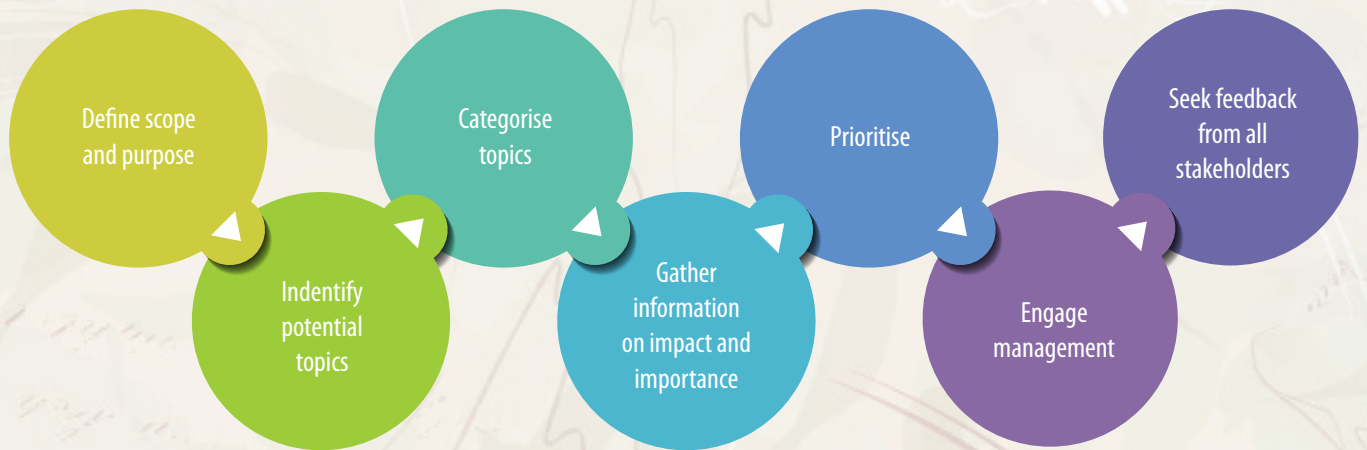 Define scope
and purpose
Indentify
potential
topics
Categorise
topics
Gather
information
on impact and
importance
Prioritise
Engage
management
Seek feedback
from all
stakeholders